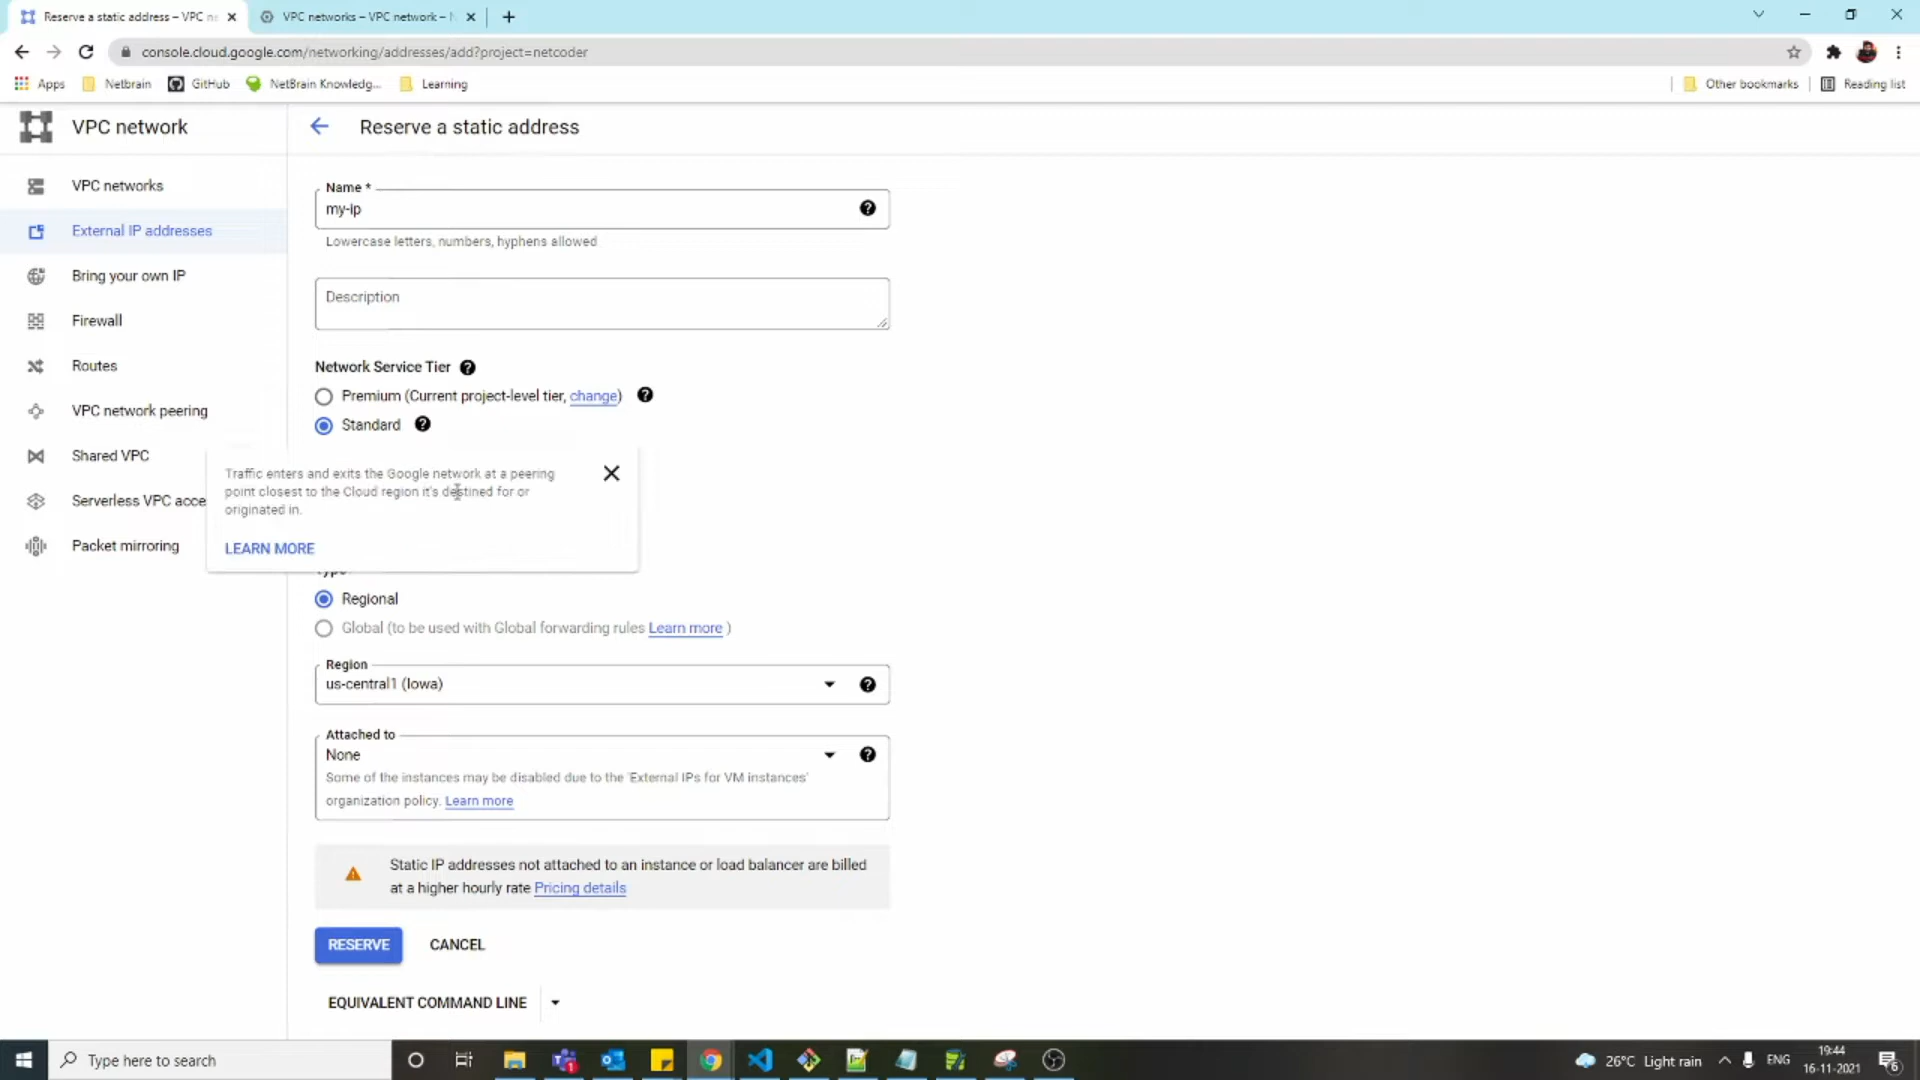 Reserve a static address – VPC n
VPC networks – VPC network –
console.cloud.google.com/networking/addresses/add?project=netcoder
Apps
Netbrain
GitHub
NetBrain Knowledg...
Learning
Other bookmarks
Reading list
VPC network
Reserve a static address
VPC networks
External IP addresses
Bring your own IP
Firewall
Routes
VPC network peering
Shared VPC
Serverless VPC acce
Packet mirroring
Name *
my-ip
Lowercase letters, numbers, hyphens allowed
Description
Network Service Tier
Premium (Current project-level tier, change)
Standard
Traffic enters and exits the Google network at a peering
point closest to the Cloud region it's destined for or
originated in.
LEARN MORE
Type
Regional
Global (to be used with Global forwarding rules Learn more )
Region
us-central1 (Iowa)
Attached to
None
Some of the instances may be disabled due to the 'External IPs for VM instances'
organization policy. Learn more
Static IP addresses not attached to an instance or load balancer are billed
at a higher hourly rate Pricing details
RESERVE
CANCEL
EQUIVALENT COMMAND LINE
Type here to search
26°C Light rain
ENG
19:44
16-11-2021
6